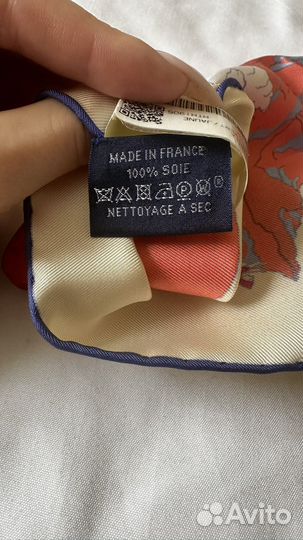 MADE IN FRANCE
100% SOIE
NETTOYAGE A SEC
Avito